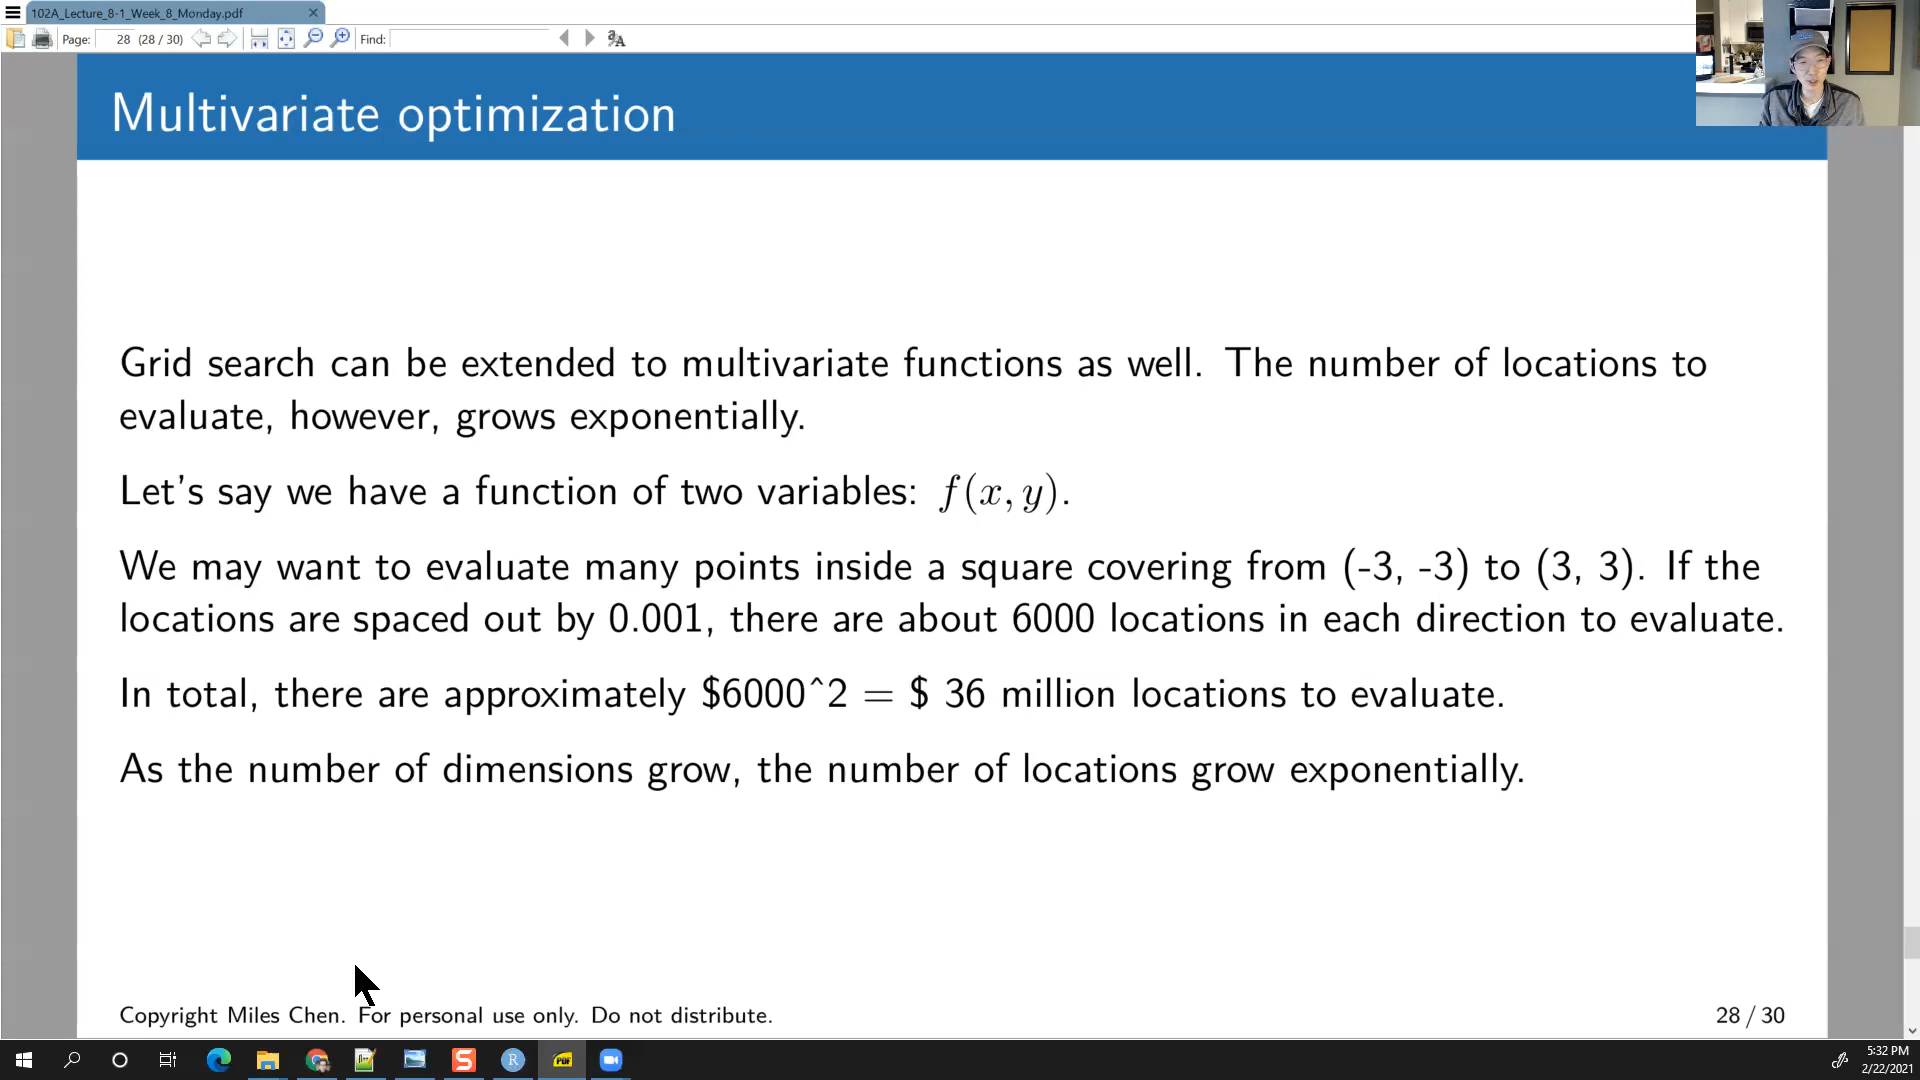 102A_Lecture_8-1_Week_8_Monday.pdf
Page: 28 (28 / 30) Find:
Multivariate optimization
Grid search can be extended to multivariate functions as well. The number of locations to
evaluate, however, grows exponentially.
Let's say we have a function of two variables: f(x, y).
We may want to evaluate many points inside a square covering from (-3, -3) to (3, 3). If the
locations are spaced out by 0.001, there are about 6000 locations in each direction to evaluate.
In total, there are approximately $6000^2 = $ 36 million locations to evaluate.
As the number of dimensions grow, the number of locations grow exponentially.
Copyright Miles Chen. For personal use only. Do not distribute.
28 / 30
5:32 PM
2/22/2021